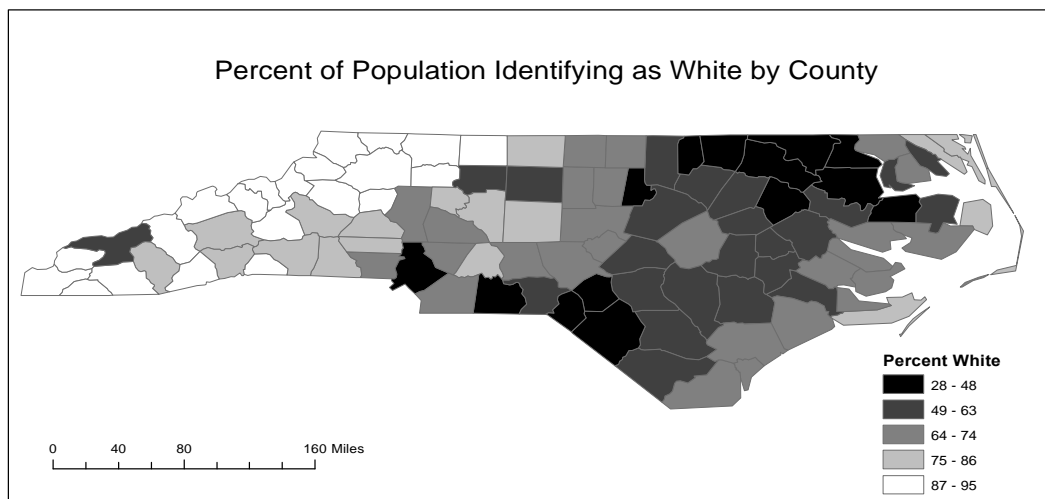 Percent of Population Identifying as White by County
Percent White
28 - 48
49 - 63
64 - 74
75 - 86
87 - 95
0 40 80 160 Miles